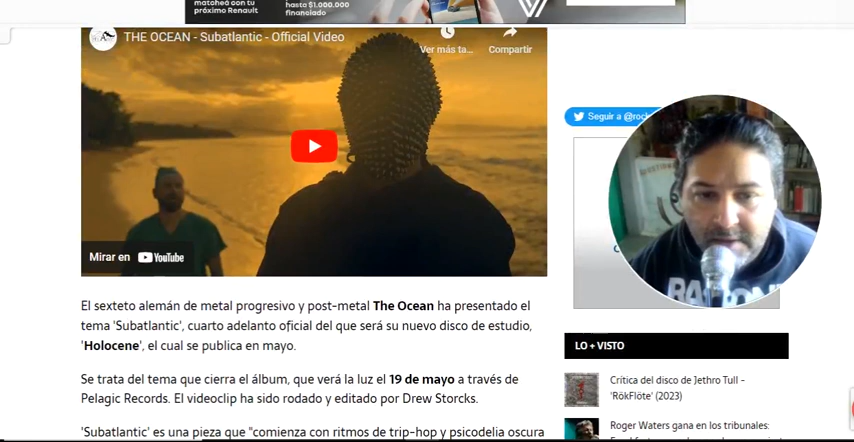 matcheá con tu
próximo Renault
hasta $1.000.000
financiado
THE OCEAN - Subatlantic - Official Video
Ver más ta...
Compartir
Mirar en YouTube
Seguir a
El sexteto alemán de metal progresivo y post-metal The Ocean ha presentado el
tema 'Subatlantic', cuarto adelanto oficial del que será su nuevo disco de estudio,
'Holocene', el cual se publica en mayo.
Se trata del tema que cierra el álbum, que verá la luz el 19 de mayo a través de
Pelagic Records. El videoclip ha sido rodado y editado por Drew Storcks.
'Subatlantic' es una pieza que "comienza con ritmos de trip-hop y psicodelia oscura
LO + VISTO
Crítica del disco de Jethro Tull -
'RökFlöte' (2023)
Roger Waters gana en los tribunales: